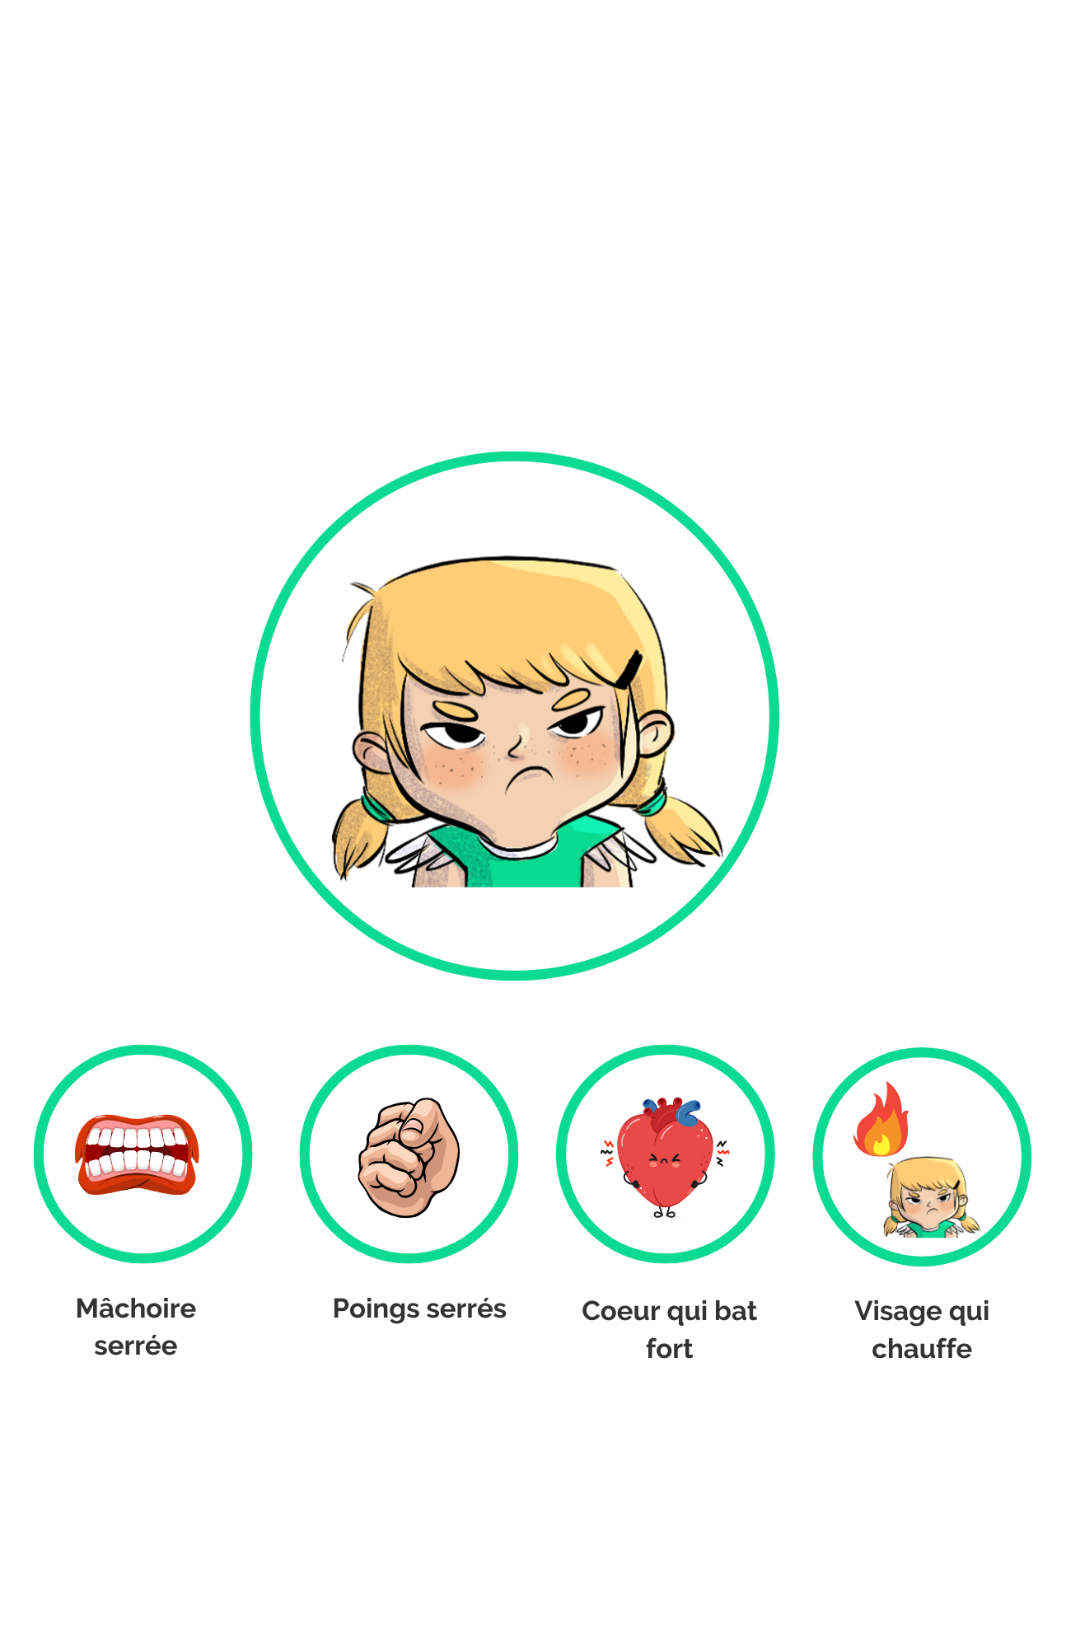 Mâchoire
serrée
Poings serrés
Coeur qui bat
fort
Visage qui
chauffe